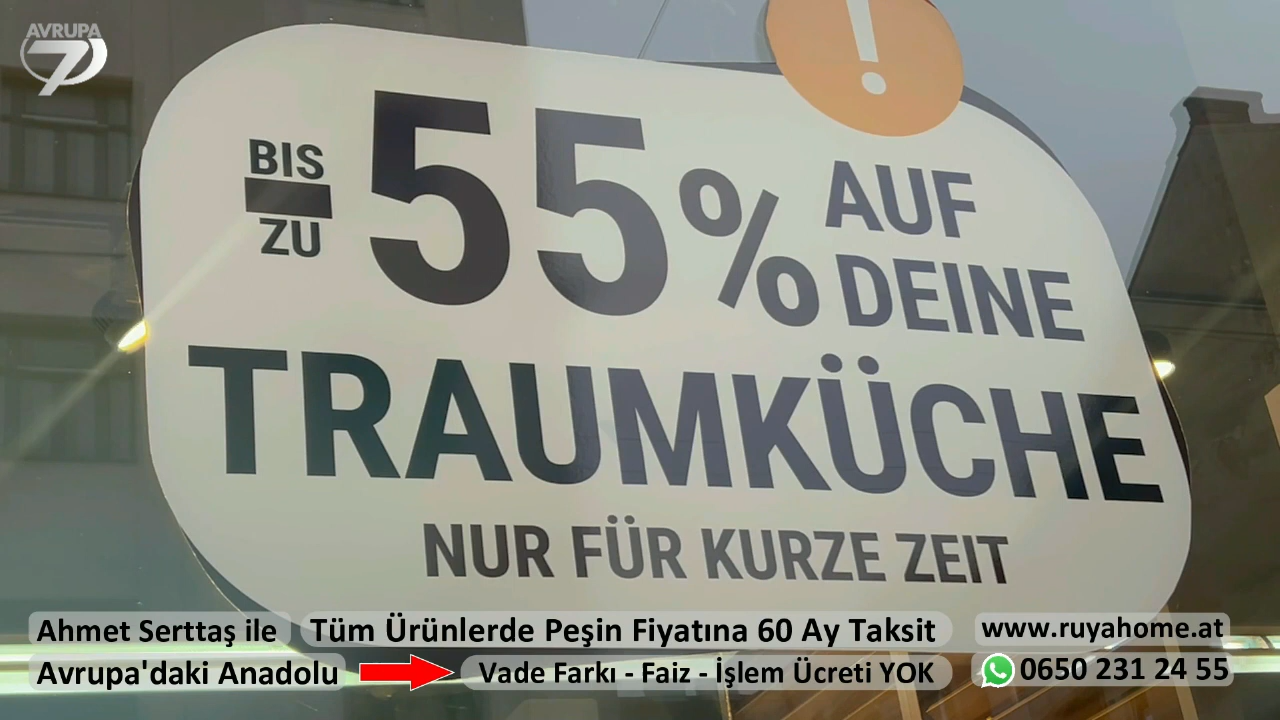 AVRUPA
7
!
BIS
ZU
-55% AUF
DEINE
TRAUMKÜCHE
NUR FÜR KURZE ZEIT
Ahmet Serttaş ile
Avrupa'daki Anadolu
Tüm Ürünlerde Peşin Fiyatına 60 Ay Taksit
Vade Farkı - Faiz - İşlem Ücreti YOK
www.ruyahome.at
0650 231 24 55